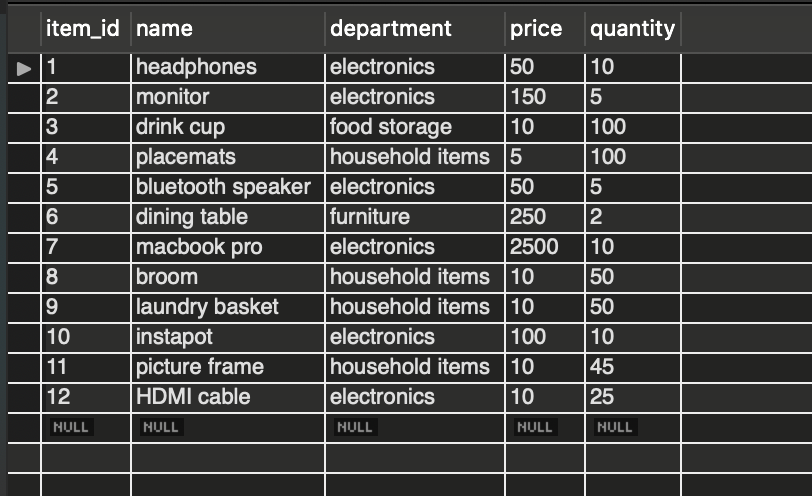 item_id name department price quantity
1 headphones electronics 50 10
2 monitor electronics 150 5
3 drink cup food storage 10 100
4 placemats household items 5 100
5 bluetooth speaker electronics 50 5
6 dining table furniture 250 2
7 macbook pro electronics 2500 10
8 broom household items 10 50
9 laundry basket household items 10 50
10 instapot electronics 100 10
11 picture frame household items 10 45
12 HDMI cable electronics 10 25
NULL NULL NULL NULL NULL